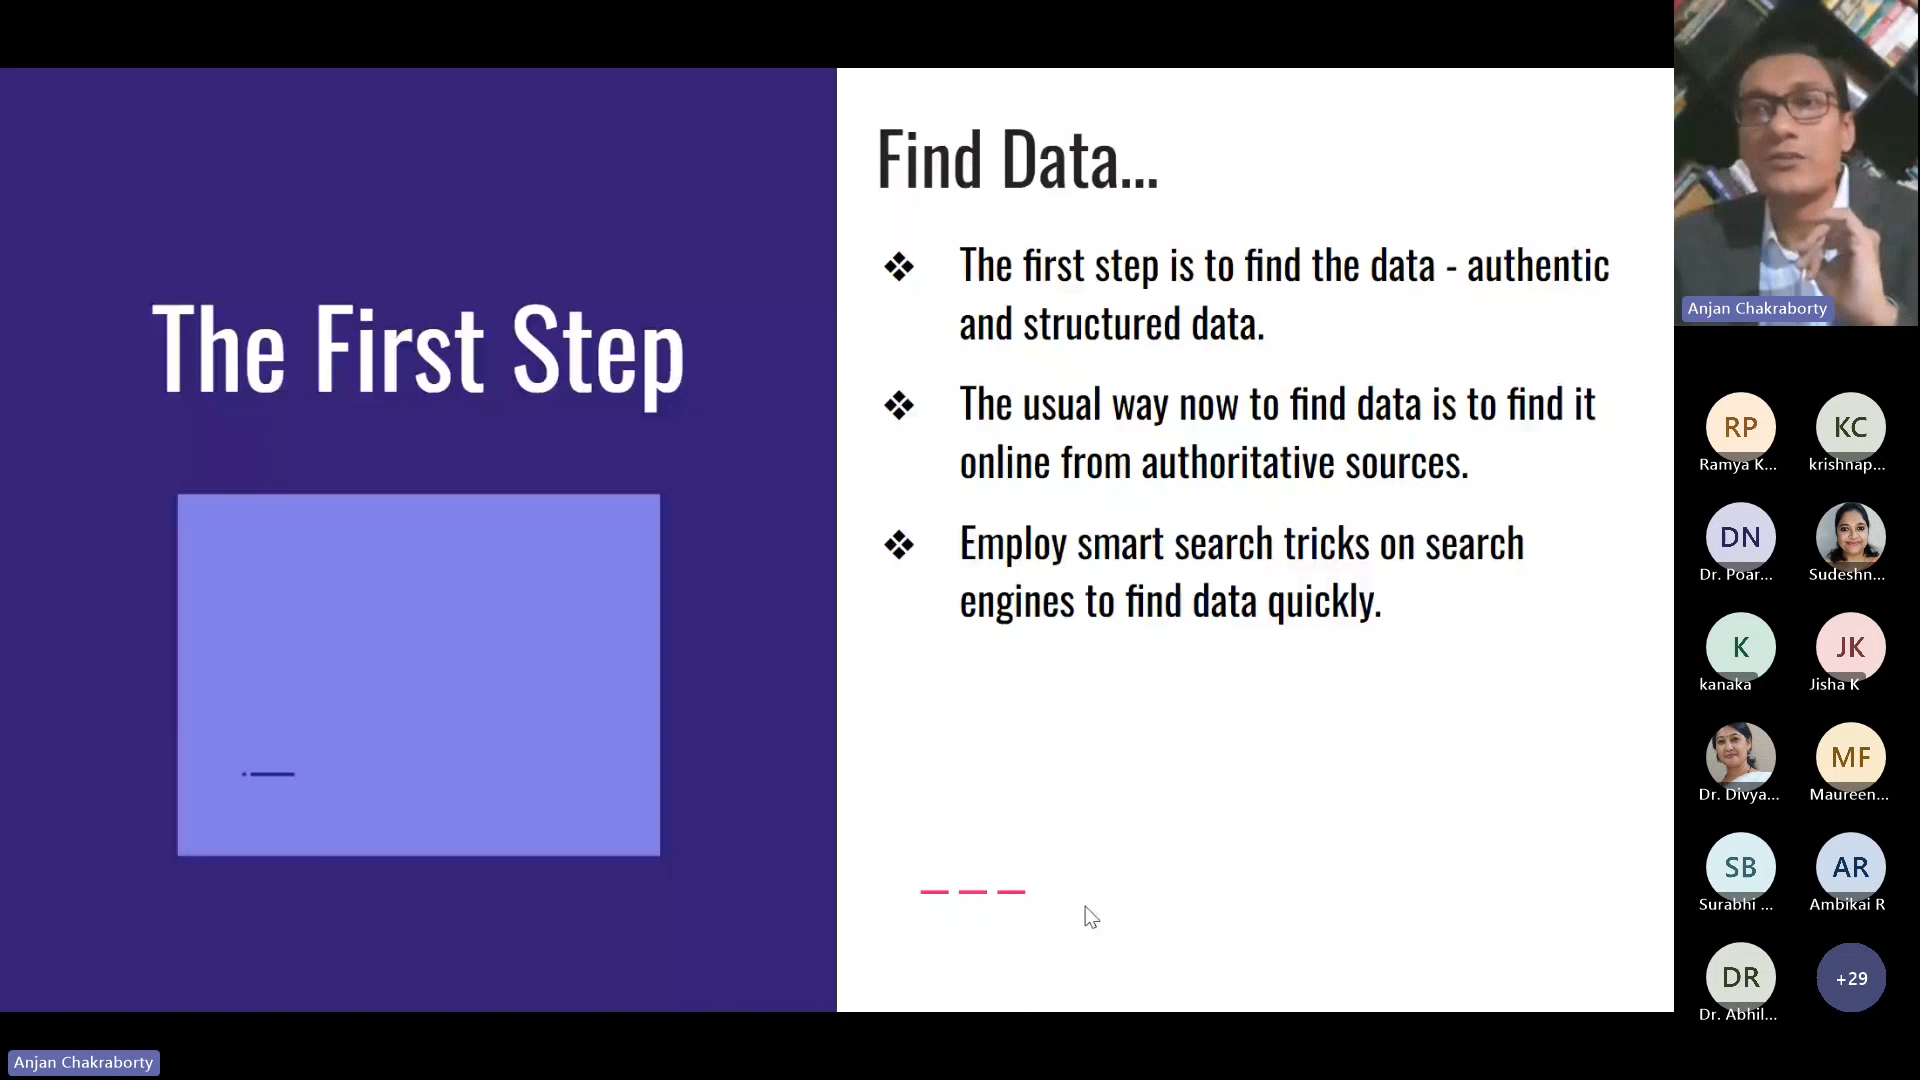 The First Step
Find Data...
❖ The first step is to find the data - authentic
and structured data.
❖ The usual way now to find data is to find it
online from authoritative sources.
❖ Employ smart search tricks on search
engines to find data quickly.
Anjan Chakraborty
RP
Ramya K...
KC
krishnap...
DN
Dr. Poar...
Sudeshn...
K
kanaka
JK
Jisha K
Dr. Divya...
MF
Maureen...
SB
Surabhi ...
AR
Ambikai R
DR
Dr. Abhil...
+29
Anjan Chakraborty